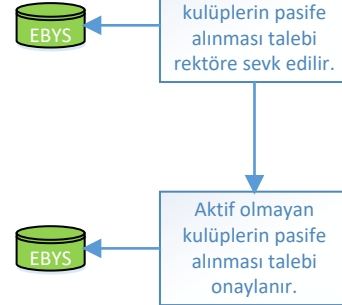 kulüplerin pasife
alınması talebi
rektöre sevk edilir.
EBYS
Aktif olmayan
kulüplerin pasife
alınması talebi
onaylanır.
EBYS